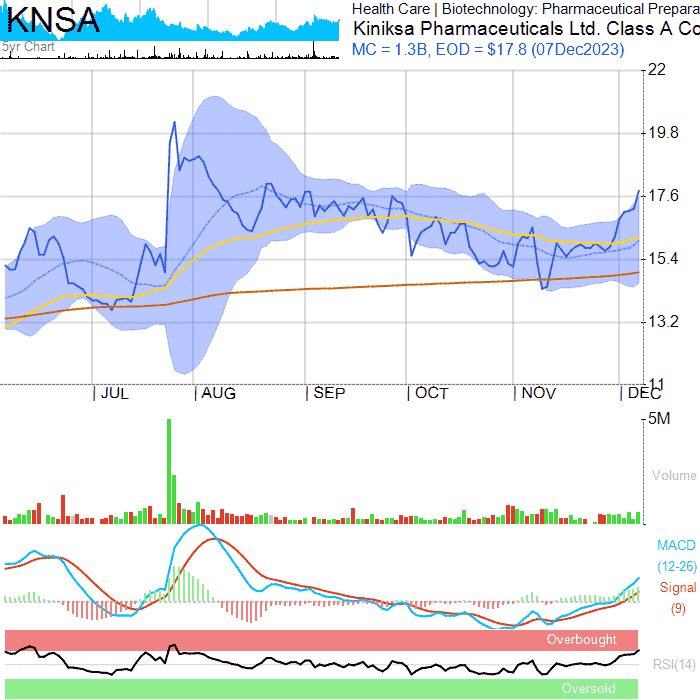 KNSA
5yr Chart
Health Care | Biotechnology: Pharmaceutical Prepara
Kiniksa Pharmaceuticals Ltd. Class A Co
MC = 1.3B, EOD = $17.8 (07Dec2023)
22
19.8
17.6
15.4
13.2
11
JUL
AUG
SEP
OCT
NOV
DEC
5M
Volume
MACD
(12-26)
Signal
(9)
Overbought
RSI(14)
Oversold